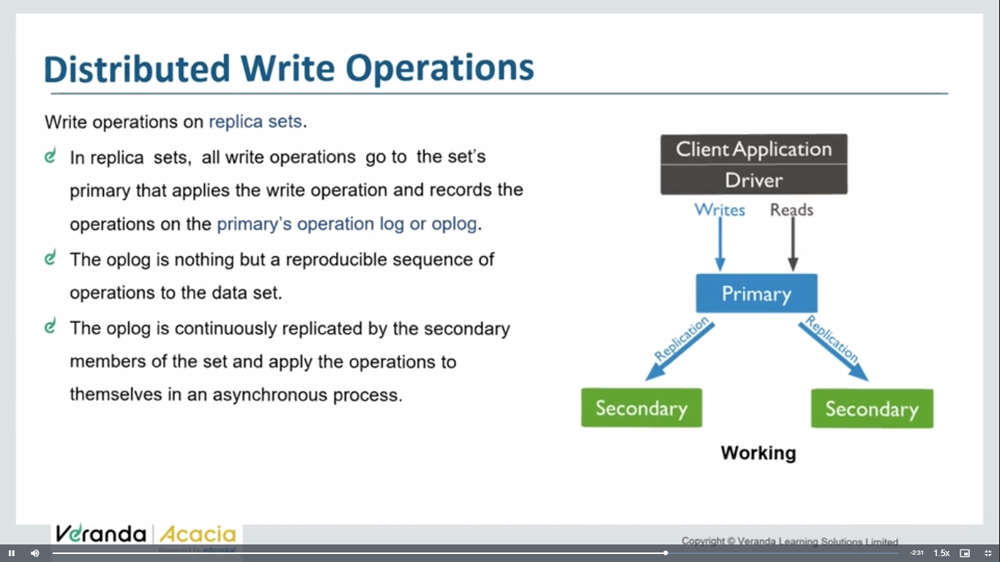 Distributed Write Operations
Write operations on replica sets.
In replica sets, all write operations go to the set's
primary that applies the write operation and records the
operations on the primary's operation log or oplog.
The oplog is nothing but a reproducible sequence of
operations to the data set.
The oplog is continuously replicated by the secondary
members of the set and apply the operations to
themselves in an asynchronous process.
Client Application
Driver
Writes Reads
Primary
Replication Replication
Secondary Secondary
Working
Veranda | Acacia
Powered by edureka!
Copyright © Veranda Learning Solutions Limited
-2:31 1.5x